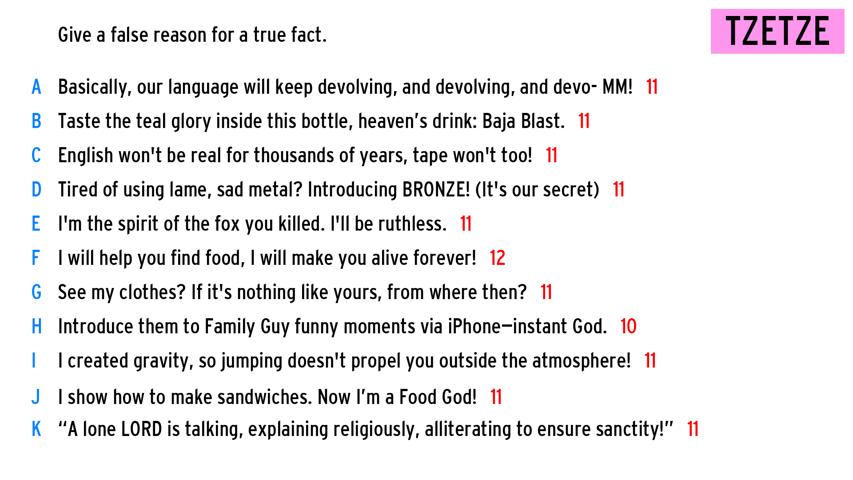 Give a false reason for a true fact.
TZETZE
A Basically, our language will keep devolving, and devolving, and devo- MM! 11
B Taste the teal glory inside this bottle, heaven’s drink: Baja Blast. 11
C English won't be real for thousands of years, tape won't too! 11
D Tired of using lame, sad metal? Introducing BRONZE! (It's our secret) 11
E I'm the spirit of the fox you killed. I'll be ruthless. 11
F I will help you find food, I will make you alive forever! 12
G See my clothes? If it's nothing like yours, from where then? 11
H Introduce them to Family Guy funny moments via iPhone—instant God. 10
I I created gravity, so jumping doesn't propel you outside the atmosphere! 11
J I show how to make sandwiches. Now I’m a Food God! 11
K “A lone LORD is talking, explaining religiously, alliterating to ensure sanctity!” 11